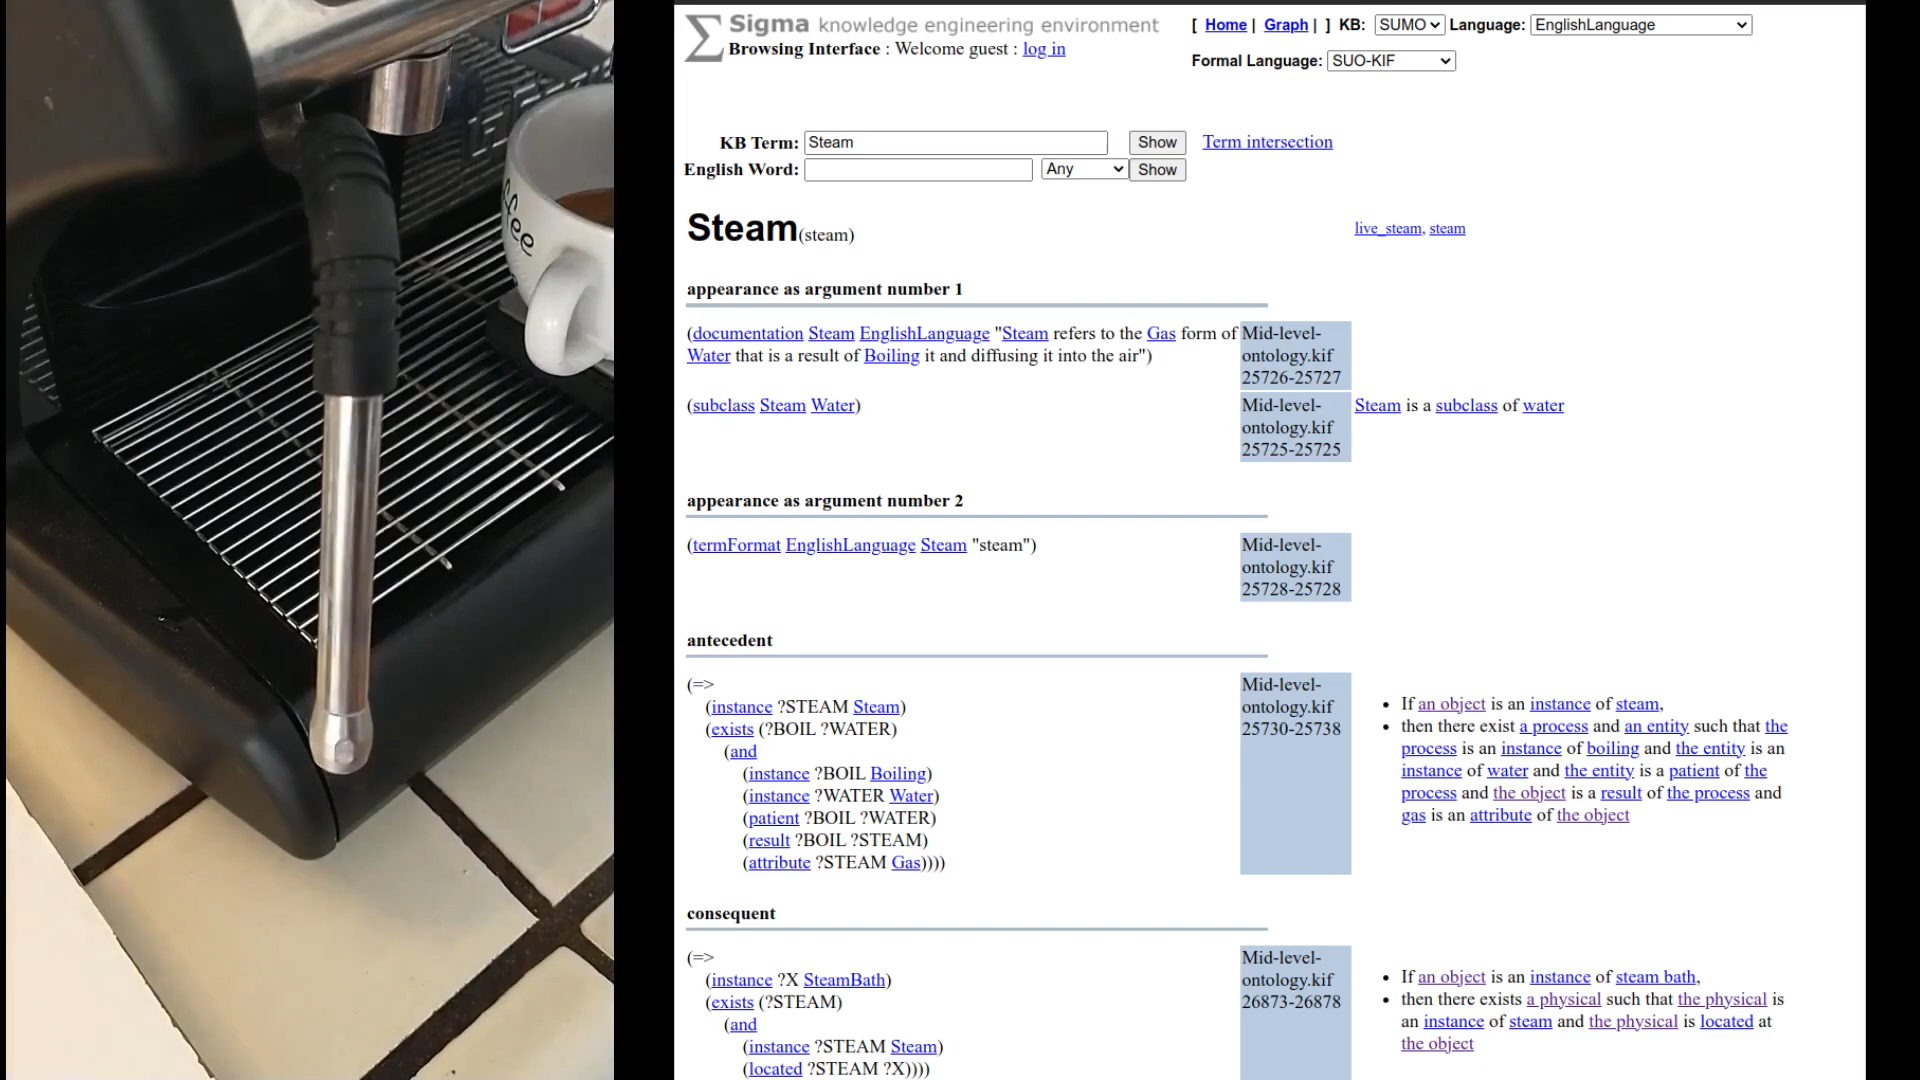 ffee
Sigma knowledge engineering environment
Browsing Interface : Welcome guest : log in
[ Home | Graph | ] KB: SUMO Language: EnglishLanguage
Formal Language: SUO-KIF
KB Term: Steam Show Term intersection
English Word: Any Show
Steam(steam) live_steam, steam
appearance as argument number 1
(documentation Steam EnglishLanguage "Steam refers to the Gas form of
Water that is a result of Boiling it and diffusing it into the air")
Mid-level-
ontology.kif
25726-25727
(subclass Steam Water)
Mid-level-
ontology.kif
25725-25725
Steam is a subclass of water
appearance as argument number 2
(termFormat EnglishLanguage Steam "steam")
Mid-level-
ontology.kif
25728-25728
antecedent
(=>
(instance ?STEAM Steam)
(exists (?BOIL ?WATER)
(and
(instance ?BOIL Boiling)
(instance ?WATER Water)
(patient ?BOIL ?WATER)
(result ?BOIL ?STEAM)
(attribute ?STEAM Gas))))
Mid-level-
ontology.kif
25730-25738
• If an object is an instance of steam,
• then there exist a process and an entity such that the
process is an instance of boiling and the entity is an
instance of water and the entity is a patient of the
process and the object is a result of the process and
gas is an attribute of the object
consequent
(=>
(instance ?X SteamBath)
(exists (?STEAM)
(and
(instance ?STEAM Steam)
(located ?STEAM ?X))))
Mid-level-
ontology.kif
26873-26878
• If an object is an instance of steam bath,
• then there exists a physical such that the physical is
an instance of steam and the physical is located at
the object